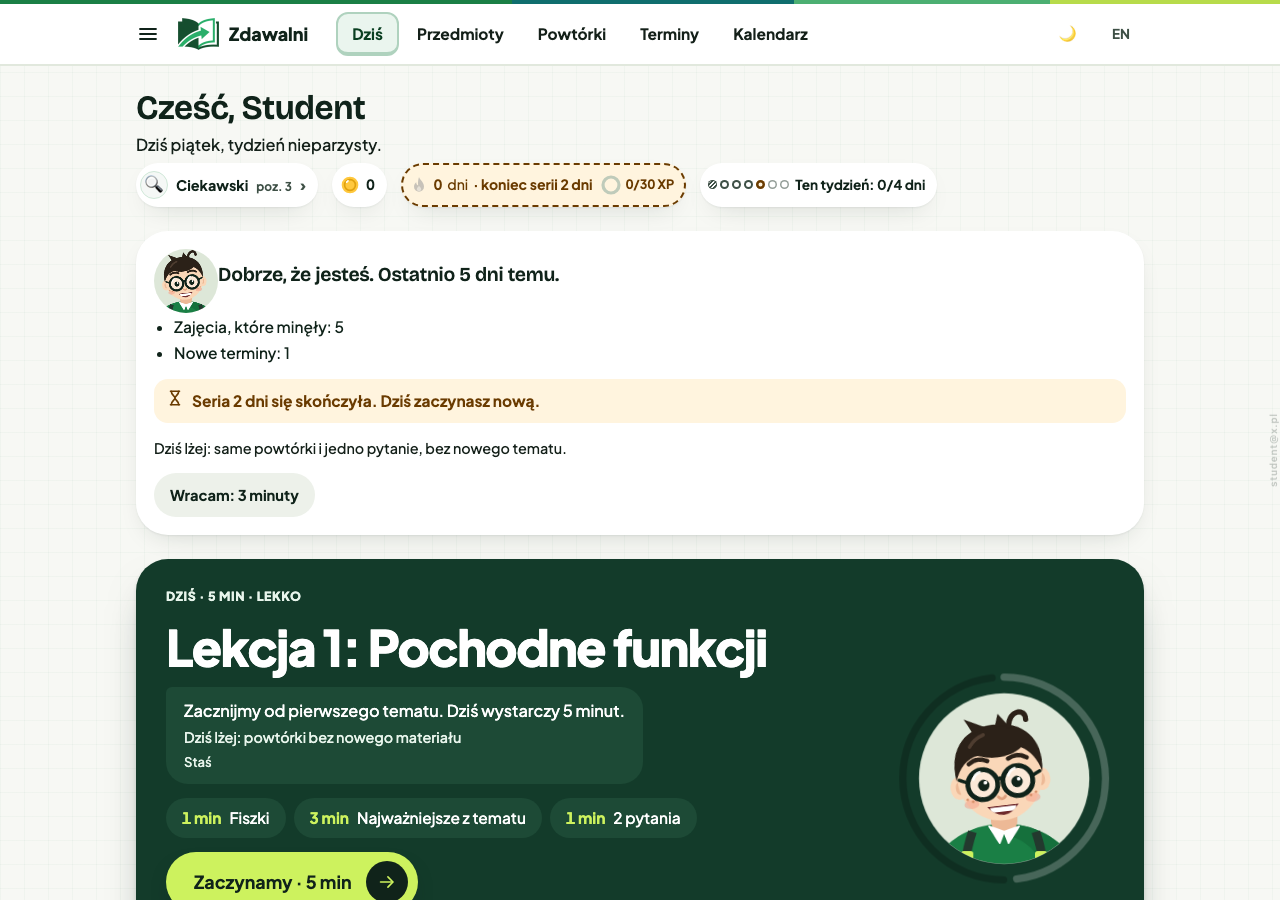 Zdawalni
Dziś
Przedmioty
Powtórki
Terminy
Kalendarz
EN
Cześć, Student
Dziś piątek, tydzień nieparzysty.
Ciekawski poz. 3 ›
0
0 dni · koniec serii 2 dni 0/30 XP
Ten tydzień: 0/4 dni
Dobrze, że jesteś. Ostatnio 5 dni temu.
• Zajęcia, które minęły: 5
• Nowe terminy: 1
Seria 2 dni się skończyła. Dziś zaczynasz nową.
Dziś lżej: same powtórki i jedno pytanie, bez nowego tematu.
Wracam: 3 minuty
student@x.pl
DZIŚ · 5 MIN · LEKKO
Lekcja 1: Pochodne funkcji
Zacznijmy od pierwszego tematu. Dziś wystarczy 5 minut.
Dziś lżej: powtórki bez nowego materiału
Staś
1 min Fiszki
3 min Najważniejsze z tematu
1 min 2 pytania
Zaczynamy · 5 min →